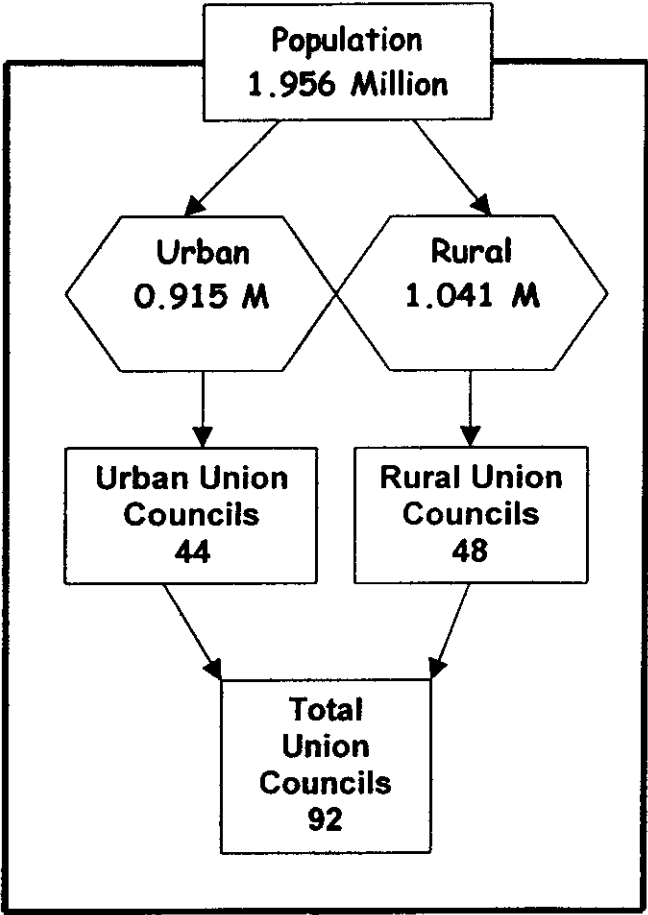 Population
1.956 Million
Urban
0.915 M
Rural
1.041 M
Urban Union
Councils
44
Rural Union
Councils
48
Total
Union
Councils
92